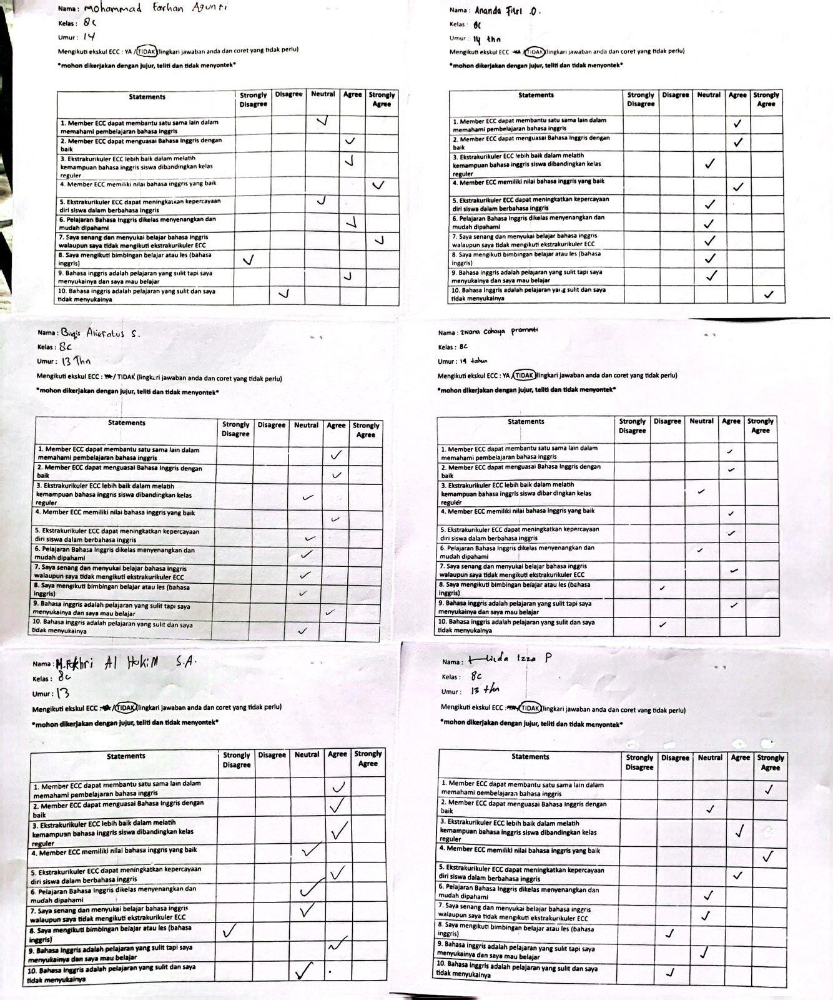 Nama : Mohammad Farhan Agunti
Kelas : 8c
Umur : 14
Mengikuti ekskul ECC : YA / TIDAK (lingkari jawaban anda dan coret yang tidak perlu)
*mohon dikerjakan dengan jujur, teliti dan tidak menyontek*
Statements Strongly Disagree Disagree Neutral Agree Strongly Agree
1. Member ECC dapat membantu satu sama lain dalam
memahami pembelajaran bahasa inggris
2. Member ECC dapat menguasai Bahasa Inggris dengan
baik
3. Ekstrakurikuler ECC lebih baik dalam melatih
kemampuan bahasa inggris siswa dibandingkan kelas
reguler
4. Member ECC memiliki nilai bahasa inggris yang baik
5. Ekstrakurikuler ECC dapat meningkatkan kepercayaan
diri siswa dalam berbahasa inggris
6. Pelajaran Bahasa Inggris dikelas menyenangkan dan
mudah dipahami
7. Saya senang dan menyukai belajar bahasa inggris
walaupun saya tidak mengikuti ekstrakurikuler ECC
8. Saya mengikuti bimbingan belajar atau les (bahasa
inggris)
9. Bahasa inggris adalah pelajaran yang sulit tapi saya
menyukainya dan saya mau belajar
10. Bahasa inggris adalah pelajaran yang sulit dan saya
tidak menyukainya
Nama : Ananda Fitri .O.
Kelas : 8c
Umur : 14 thn
Mengikuti ekskul ECC YA / TIDAK (lingkari jawaban anda dan coret yang tidak perlu)
*mohon dikerjakan dengan jujur, teliti dan tidak menyontek*
Statements Strongly Disagree Disagree Neutral Agree Strongly Agree
1. Member ECC dapat membantu satu sama lain dalam
memahami pembelajaran bahasa inggris
2. Member ECC dapat menguasai Bahasa Inggris dengan
baik
3. Ekstrakurikuler ECC lebih baik dalam melatih
kemampuan bahasa inggris siswa dibandingkan kelas
reguler
4. Member ECC memiliki nilai bahasa inggris yang baik
5. Ekstrakurikuler ECC dapat meningkatkan kepercayaan
diri siswa dalam berbahasa inggris
6. Pelajaran Bahasa Inggris dikelas menyenangkan dan
mudah dipahami
7. Saya senang dan menyukai belajar bahasa inggris
walaupun saya tidak mengikuti ekstrakurikuler ECC
8. Saya mengikuti bimbingan belajar atau les (bahasa
inggris)
9. Bahasa inggris adalah pelajaran yang sulit tapi saya
menyukainya dan saya mau belajar
10. Bahasa inggris adalah pelajaran yang sulit dan saya
tidak menyukainya
Nama : S.
Kelas : 8c
Umur : 13 Thn
Mengikuti ekskul ECC : YA / TIDAK (lingkari jawaban anda dan coret yang tidak perlu)
*mohon dikerjakan dengan jujur, teliti dan tidak menyontek*
Statements Strongly Disagree Disagree Neutral Agree Strongly Agree
1. Member ECC dapat membantu satu sama lain dalam
memahami pembelajaran bahasa inggris
2. Member ECC dapat menguasai Bahasa Inggris dengan
baik
3. Ekstrakurikuler ECC lebih baik dalam melatih
kemampuan bahasa inggris siswa dibandingkan kelas
reguler
4. Member ECC memiliki nilai bahasa inggris yang baik
5. Ekstrakurikuler ECC dapat meningkatkan kepercayaan
diri siswa dalam berbahasa inggris
6. Pelajaran Bahasa Inggris dikelas menyenangkan dan
mudah dipahami
7. Saya senang dan menyukai belajar bahasa inggris
walaupun saya tidak mengikuti ekstrakurikuler ECC
8. Saya mengikuti bimbingan belajar atau les (bahasa
inggris)
9. Bahasa inggris adalah pelajaran yang sulit tapi saya
menyukainya dan saya mau belajar
10. Bahasa inggris adalah pelajaran yang sulit dan saya
tidak menyukainya
Nama : Zwana Cahaya pramesti
Kelas : 8c
Umur : 14 tahun
Mengikuti ekskul ECC : YA / TIDAK (lingkari jawaban anda dan coret yang tidak perlu)
*mohon dikerjakan dengan jujur, teliti dan tidak menyontek*
Statements Strongly Disagree Disagree Neutral Agree Strongly Agree
1. Member ECC dapat membantu satu sama lain dalam
memahami pembelajaran bahasa inggris
2. Member ECC dapat menguasai Bahasa Inggris dengan
baik
3. Ekstrakurikuler ECC lebih baik dalam melatih
kemampuan bahasa inggris siswa dibandingkan kelas
reguler
4. Member ECC memiliki nilai bahasa inggris yang baik
5. Ekstrakurikuler ECC dapat meningkatkan kepercayaan
diri siswa dalam berbahasa inggris
6. Pelajaran Bahasa Inggris dikelas menyenangkan dan
mudah dipahami
7. Saya senang dan menyukai belajar bahasa inggris
walaupun saya tidak mengikuti ekstrakurikuler ECC
8. Saya mengikuti bimbingan belajar atau les (bahasa
inggris)
9. Bahasa inggris adalah pelajaran yang sulit tapi saya
menyukainya dan saya mau belajar
10. Bahasa inggris adalah pelajaran yang sulit dan saya
tidak menyukainya
Nama : M.Fakhri Al Hakim S.A.
Kelas : 8c
Umur : 13
Mengikuti ekskul ECC : YA / TIDAK (lingkari jawaban anda dan coret yang tidak perlu)
*mohon dikerjakan dengan jujur, teliti dan tidak menyontek*
Statements Strongly Disagree Disagree Neutral Agree Strongly Agree
1. Member ECC dapat membantu satu sama lain dalam
memahami pembelajaran bahasa inggris
2. Member ECC dapat menguasai Bahasa Inggris dengan
baik
3. Ekstrakurikuler ECC lebih baik dalam melatih
kemampuan bahasa inggris siswa dibandingkan kelas
reguler
4. Member ECC memiliki nilai bahasa inggris yang baik
5. Ekstrakurikuler ECC dapat meningkatkan kepercayaan
diri siswa dalam berbahasa inggris
6. Pelajaran Bahasa Inggris dikelas menyenangkan dan
mudah dipahami
7. Saya senang dan menyukai belajar bahasa inggris
walaupun saya tidak mengikuti ekstrakurikuler ECC
8. Saya mengikuti bimbingan belajar atau les (bahasa
inggris)
9. Bahasa inggris adalah pelajaran yang sulit tapi saya
menyukainya dan saya mau belajar
10. Bahasa inggris adalah pelajaran yang sulit dan saya
tidak menyukainya
Nama : Izza P
Kelas : 8c
Umur : 13 thn
Mengikuti ekskul ECC : YA / TIDAK (lingkari jawaban anda dan coret yang tidak perlu)
*mohon dikerjakan dengan jujur, teliti dan tidak menyontek*
Statements Strongly Disagree Disagree Neutral Agree Strongly Agree
1. Member ECC dapat membantu satu sama lain dalam
memahami pembelajaran bahasa inggris
2. Member ECC dapat menguasai Bahasa Inggris dengan
baik
3. Ekstrakurikuler ECC lebih baik dalam melatih
kemampuan bahasa inggris siswa dibandingkan kelas
reguler
4. Member ECC memiliki nilai bahasa inggris yang baik
5. Ekstrakurikuler ECC dapat meningkatkan kepercayaan
diri siswa dalam berbahasa inggris
6. Pelajaran Bahasa Inggris dikelas menyenangkan dan
mudah dipahami
7. Saya senang dan menyukai belajar bahasa inggris
walaupun saya tidak mengikuti ekstrakurikuler ECC
8. Saya mengikuti bimbingan belajar atau les (bahasa
inggris)
9. Bahasa inggris adalah pelajaran yang sulit tapi saya
menyukainya dan saya mau belajar
10. Bahasa inggris adalah pelajaran yang sulit dan saya
tidak menyukainya